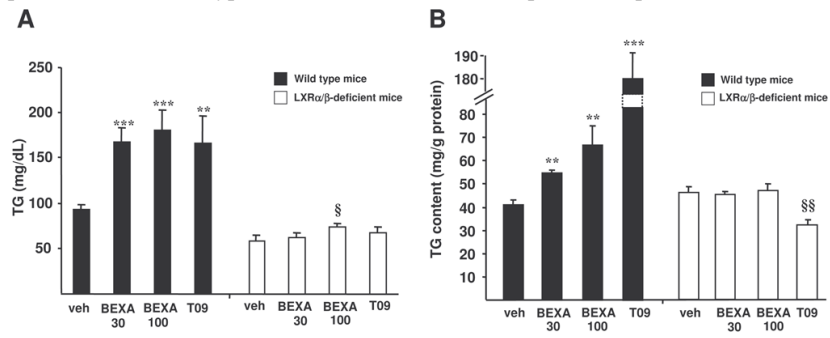 A
250
200
150
100
50
TG (mg/dL)
***
***
**
§
Wild type mice
LXRα/β-deficient mice
veh BEXA 30 BEXA 100 T09
veh BEXA 30 BEXA 100 T09
B
190
180
80
70
60
50
40
30
20
10
TG content (mg/g protein)
**
**
***
§§
Wild type mice
LXRα/β-deficient mice
veh BEXA 30 BEXA 100 T09
veh BEXA 30 BEXA 100 T09